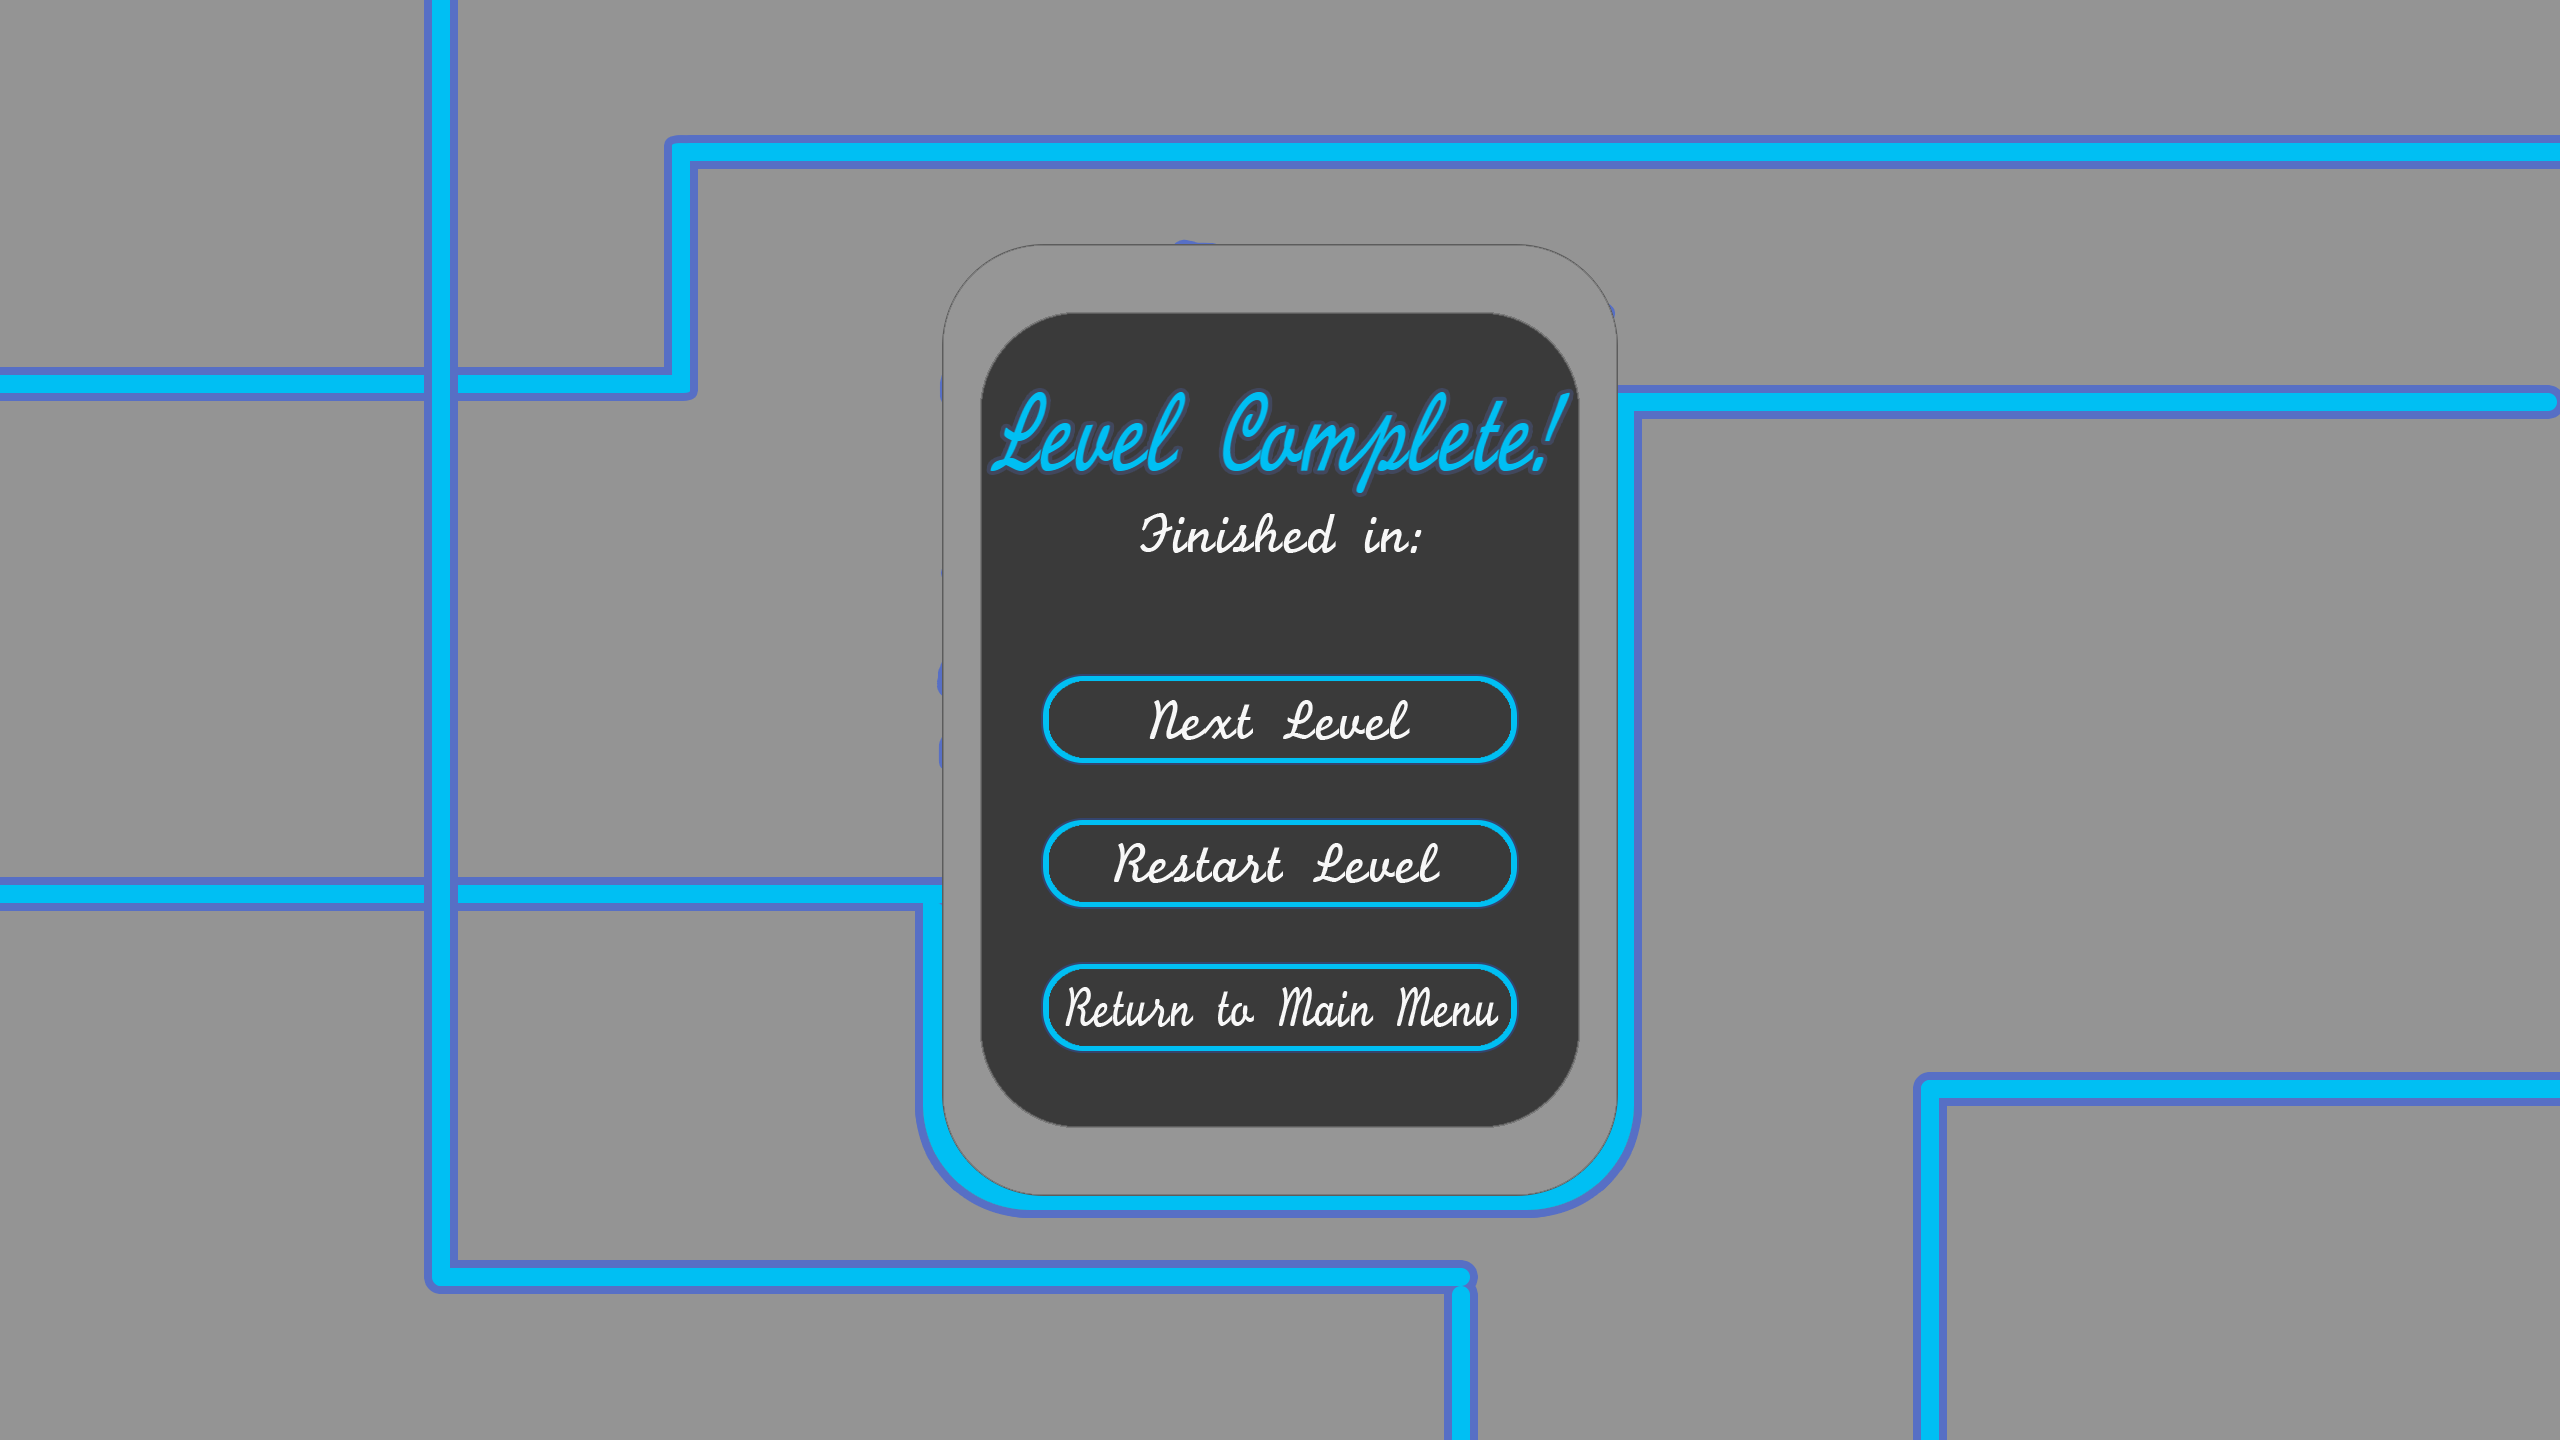 Level Complete!
Finished in:
Next Level
Restart Level
Return to Main Menu